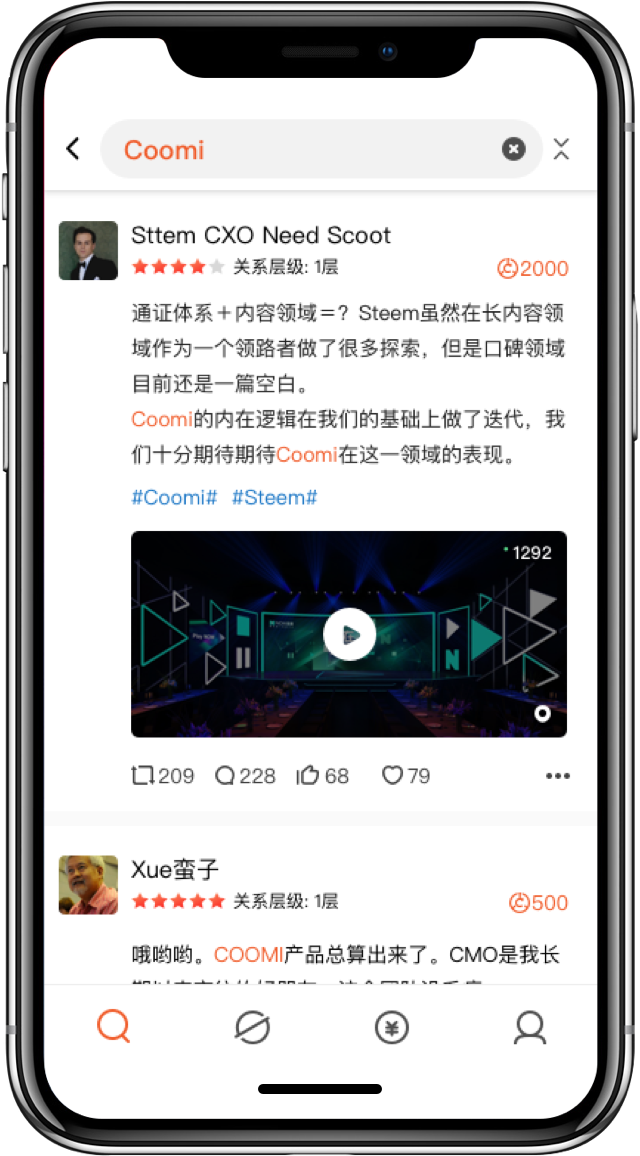 Coomi
Sttem CXO Need Scoot
关系层级: 1层
2000
通证体系＋内容领域＝？Steem虽然在长内容领
域作为一个领路者做了很多探索，但是口碑领域
目前还是一篇空白。
Coomi的内在逻辑在我们的基础上做了迭代，我
们十分期待期待Coomi在这一领域的表现。
#Coomi# #Steem#
1292
N
209 228 68 79
Xue蛮子
关系层级: 1层
500
哦哟哟。COOMI产品总算出来了。CMO是我长